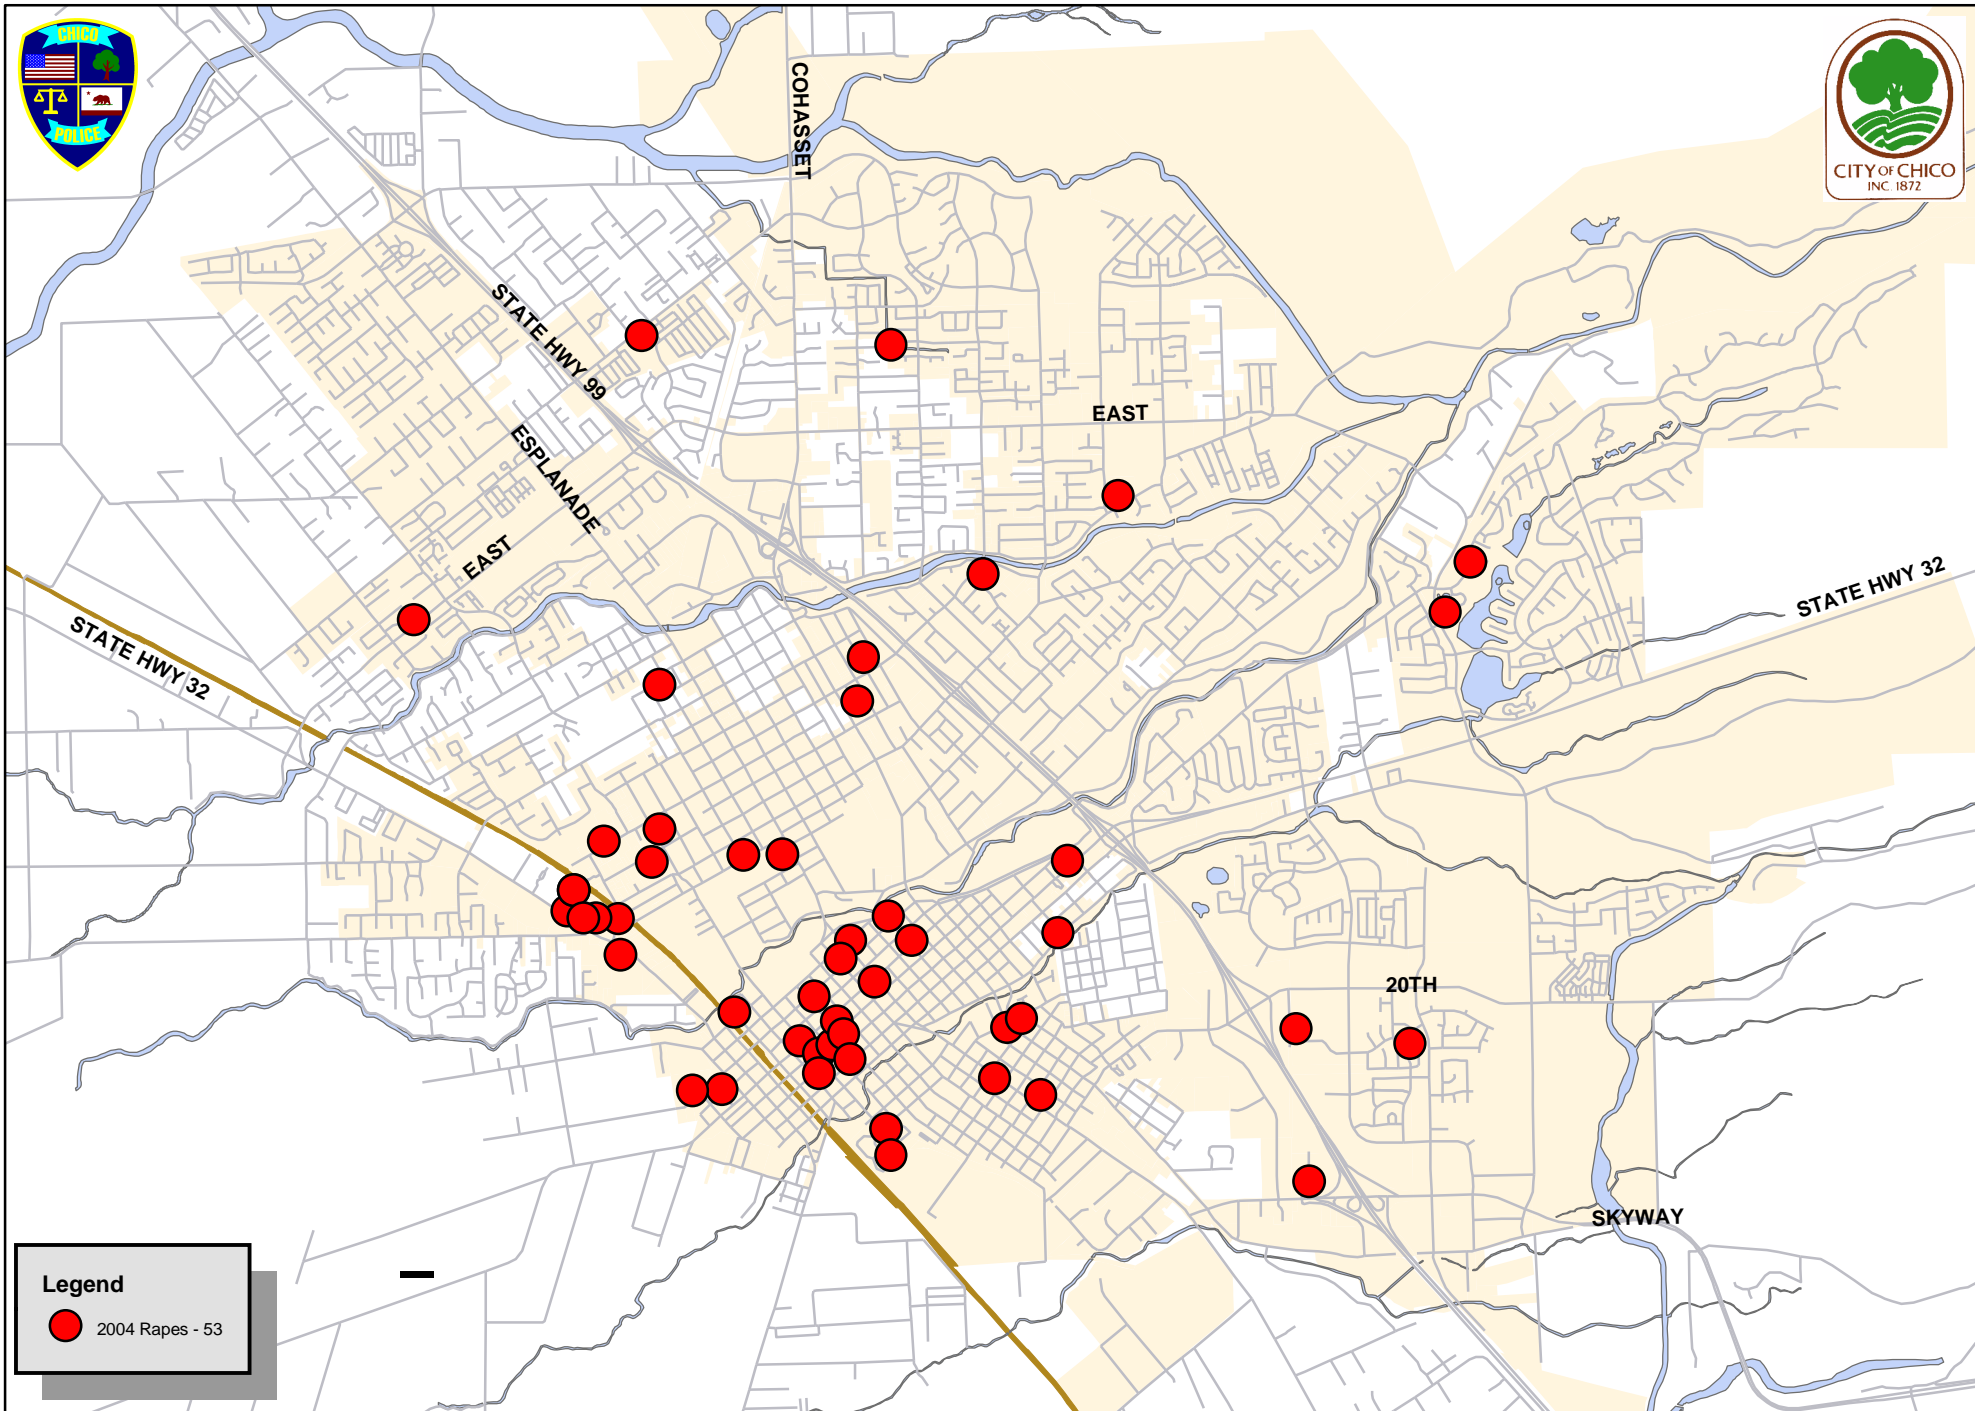 CHICO
POLICE
COHASSET
CITY OF CHICO
INC. 1872
STATE HWY 99
EAST
ESPLANADE
EAST
STATE HWY 32
STATE HWY 32
20TH
SKYWAY
Legend
2004 Rapes - 53